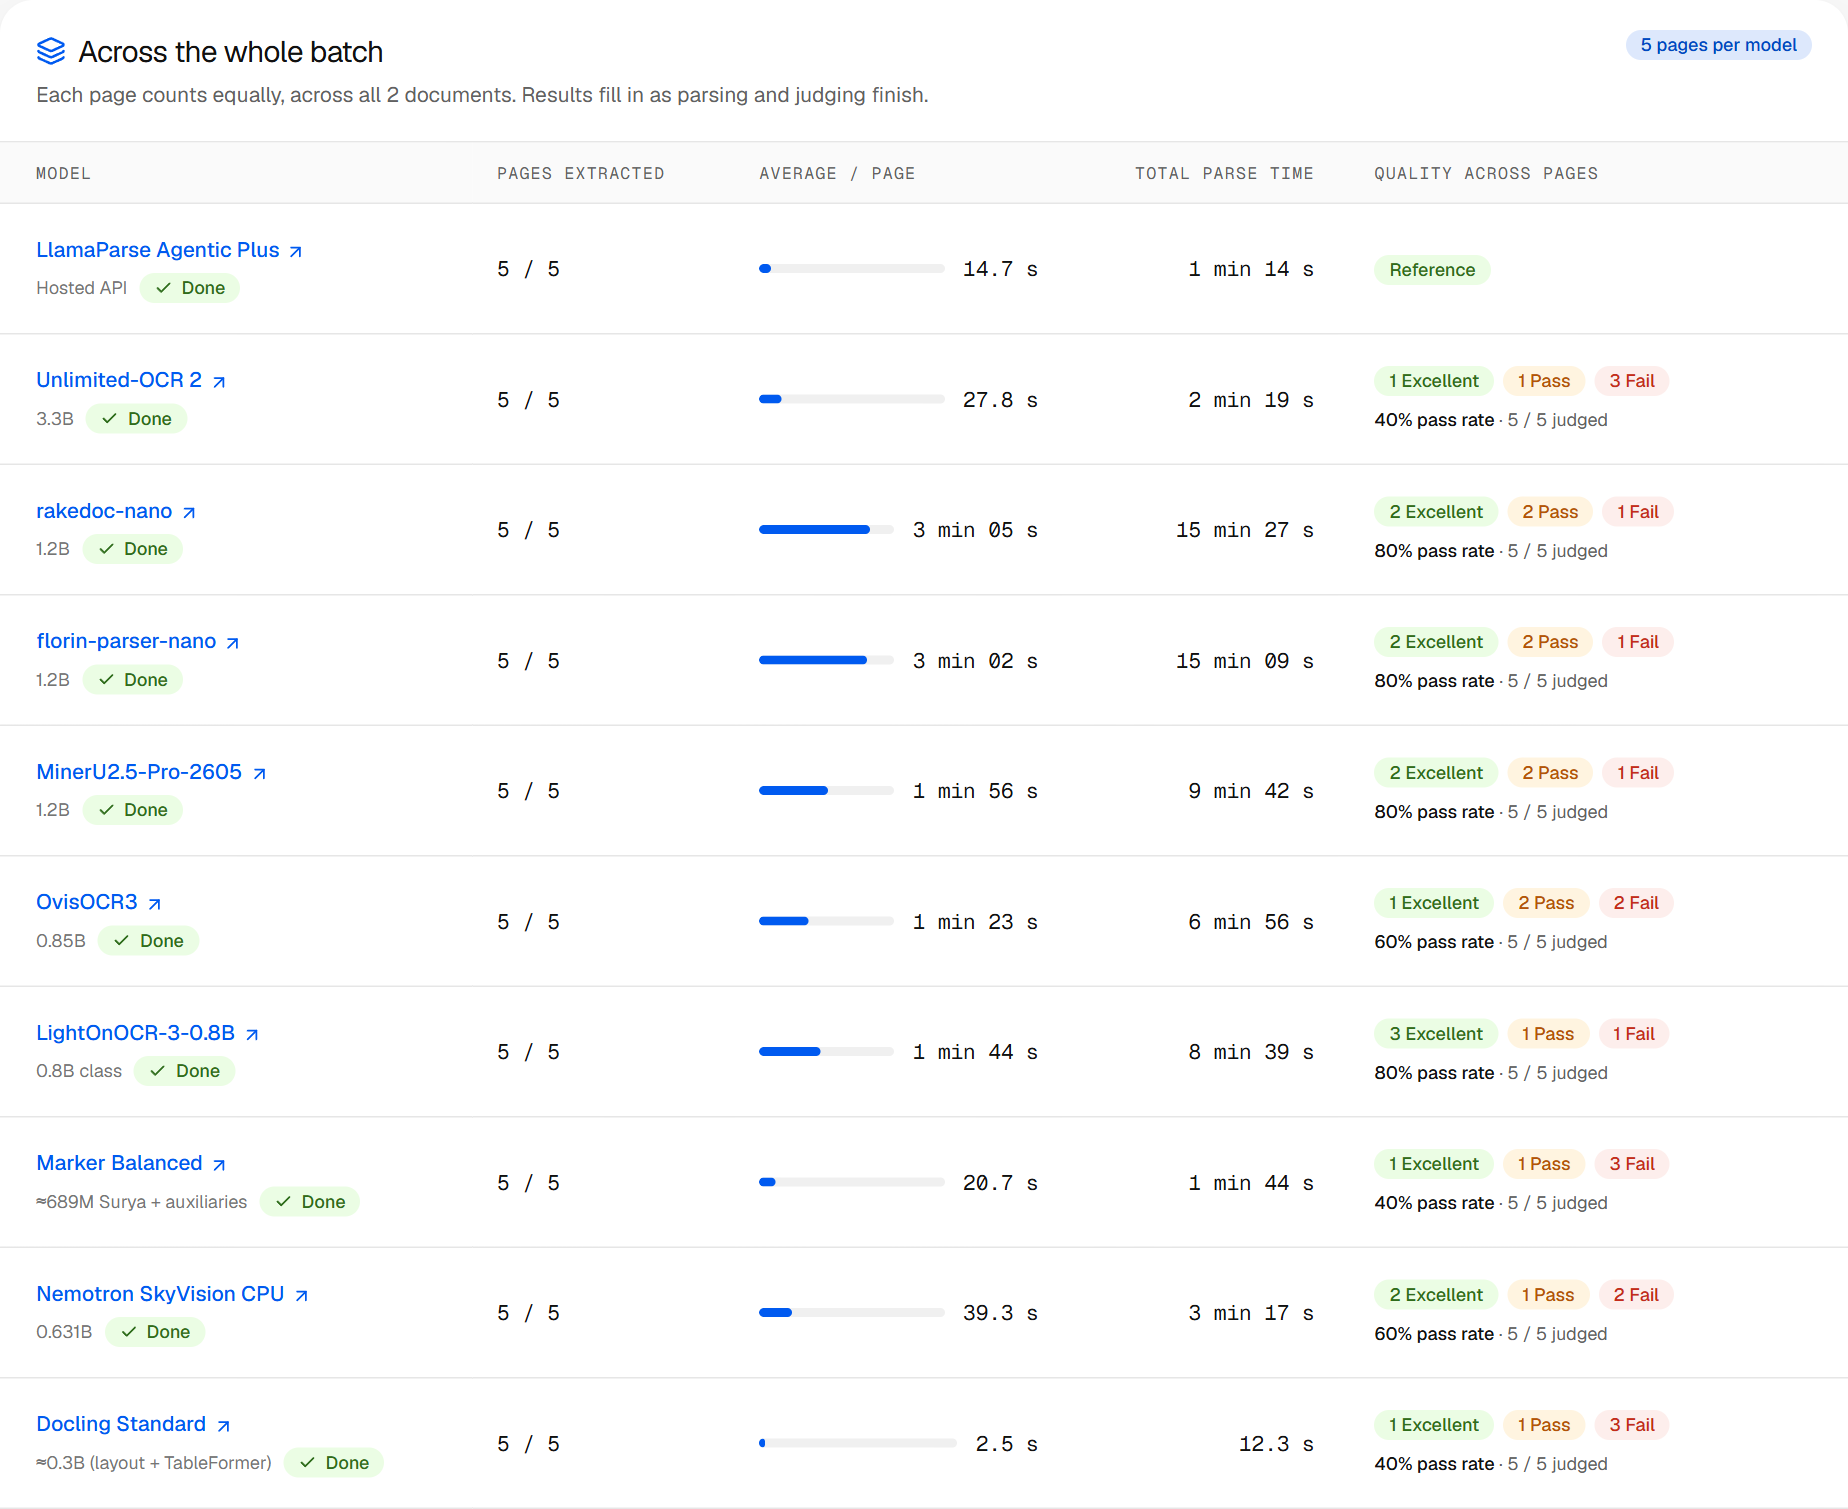 Across the whole batch
5 pages per model
Each page counts equally, across all 2 documents. Results fill in as parsing and judging finish.
MODEL PAGES EXTRACTED AVERAGE / PAGE TOTAL PARSE TIME QUALITY ACROSS PAGES
LlamaParse Agentic Plus
Hosted API Done
5 / 5 14.7 s 1 min 14 s Reference
Unlimited-OCR 2
3.3B Done
5 / 5 27.8 s 2 min 19 s
1 Excellent 1 Pass 3 Fail
40% pass rate · 5 / 5 judged
rakedoc-nano
1.2B Done
5 / 5 3 min 05 s 15 min 27 s
2 Excellent 2 Pass 1 Fail
80% pass rate · 5 / 5 judged
florin-parser-nano
1.2B Done
5 / 5 3 min 02 s 15 min 09 s
2 Excellent 2 Pass 1 Fail
80% pass rate · 5 / 5 judged
MinerU2.5-Pro-2605
1.2B Done
5 / 5 1 min 56 s 9 min 42 s
2 Excellent 2 Pass 1 Fail
80% pass rate · 5 / 5 judged
OvisOCR3
0.85B Done
5 / 5 1 min 23 s 6 min 56 s
1 Excellent 2 Pass 2 Fail
60% pass rate · 5 / 5 judged
LightOnOCR-3-0.8B
0.8B class Done
5 / 5 1 min 44 s 8 min 39 s
3 Excellent 1 Pass 1 Fail
80% pass rate · 5 / 5 judged
Marker Balanced
≈689M Surya + auxiliaries Done
5 / 5 20.7 s 1 min 44 s
1 Excellent 1 Pass 3 Fail
40% pass rate · 5 / 5 judged
Nemotron SkyVision CPU
0.631B Done
5 / 5 39.3 s 3 min 17 s
2 Excellent 1 Pass 2 Fail
60% pass rate · 5 / 5 judged
Docling Standard
≈0.3B (layout + TableFormer) Done
5 / 5 2.5 s 12.3 s
1 Excellent 1 Pass 3 Fail
40% pass rate · 5 / 5 judged